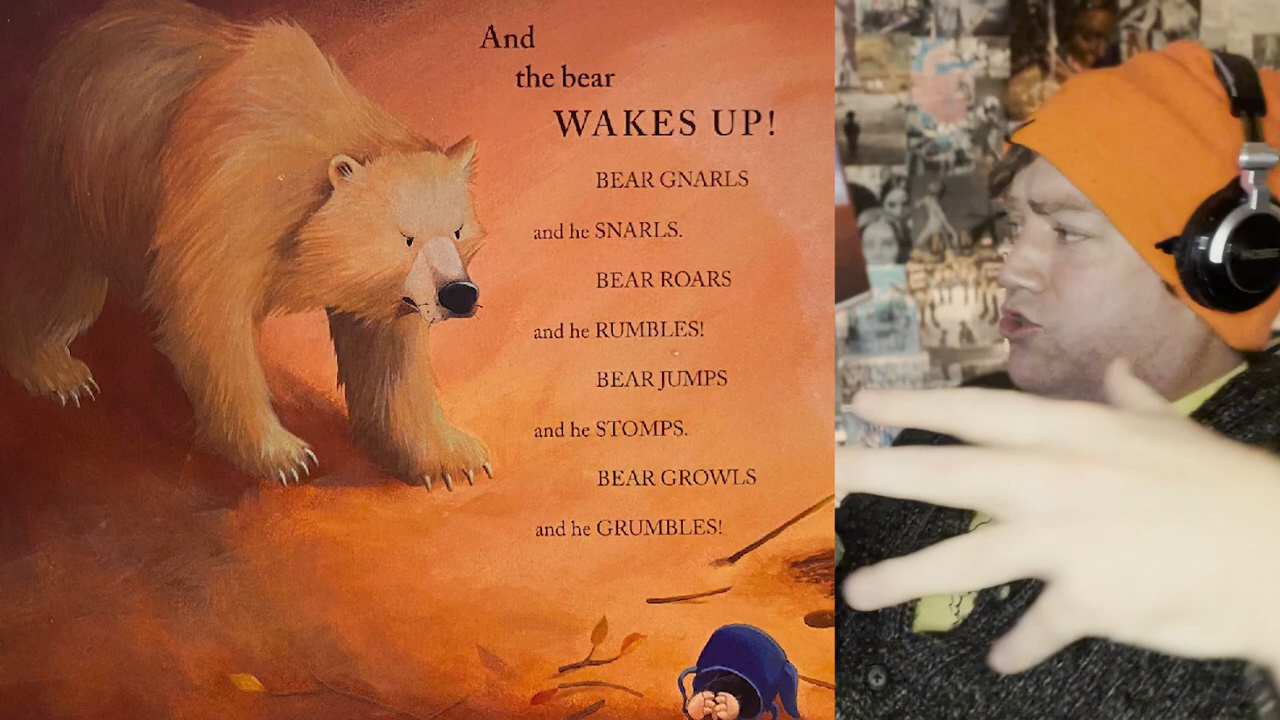 And
the bear
WAKES UP!
BEAR GNARLS
and he SNARLS.
BEAR ROARS
and he RUMBLES!
BEAR JUMPS
and he STOMPS.
BEAR GROWLS
and he GRUMBLES!